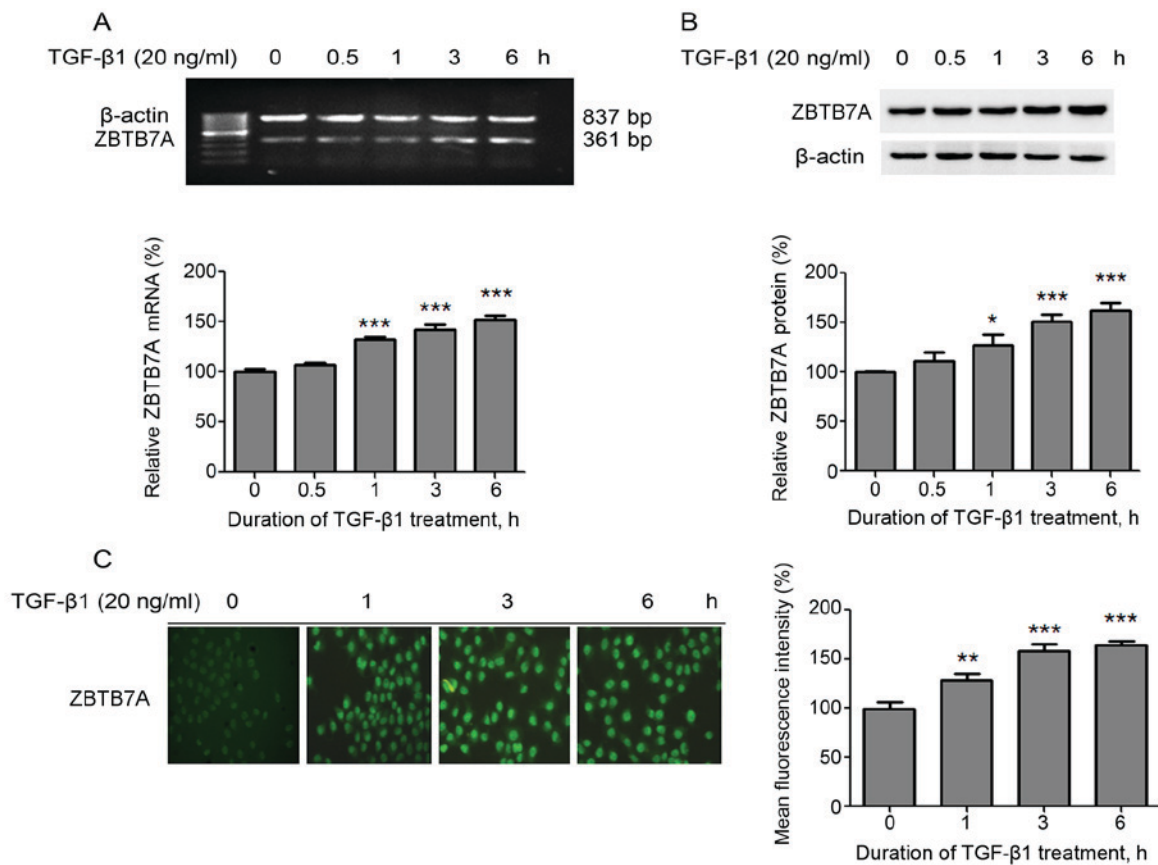 A
TGF-β1 (20 ng/ml) 0 0.5 1 3 6 h
β-actin 837 bp
ZBTB7A 361 bp
Relative ZBTB7A mRNA (%)
200
150
100
50
0
*** *** ***
0 0.5 1 3 6
Duration of TGF-β1 treatment, h
B
TGF-β1 (20 ng/ml) 0 0.5 1 3 6 h
ZBTB7A
β-actin
Relative ZBTB7A protein (%)
200
150
100
50
0
* *** ***
0 0.5 1 3 6
Duration of TGF-β1 treatment, h
C
TGF-β1 (20 ng/ml) 0 1 3 6 h
ZBTB7A
Mean fluorescence intensity (%)
200
150
100
50
0
** *** ***
0 1 3 6
Duration of TGF-β1 treatment, h